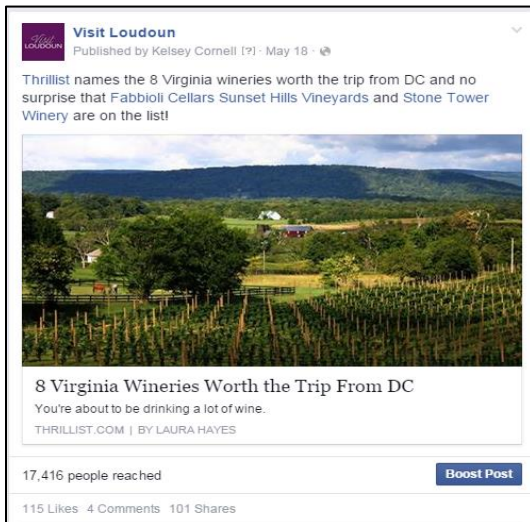 Visit
LOUDOUN
Visit Loudoun
Published by Kelsey Cornell [?] · May 18 ·
Thrillist names the 8 Virginia wineries worth the trip from DC and no
surprise that Fabbioli Cellars Sunset Hills Vineyards and Stone Tower
Winery are on the list!
8 Virginia Wineries Worth the Trip From DC
You're about to be drinking a lot of wine.
THRILLIST.COM | BY LAURA HAYES
17,416 people reached
Boost Post
115 Likes 4 Comments 101 Shares